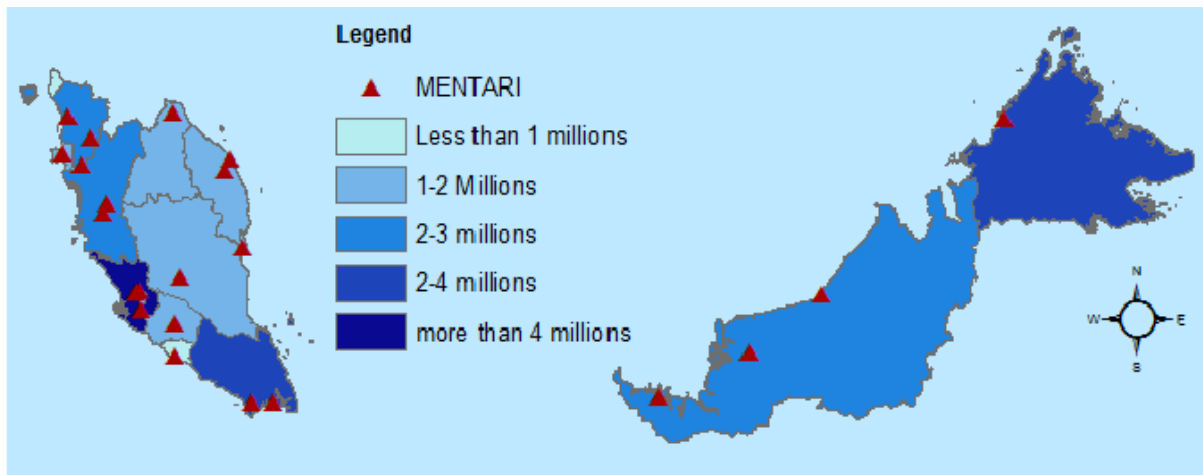 Legend
MENTARI
Less than 1 millions
1-2 Millions
2-3 millions
2-4 millions
more than 4 millions
N
W E
S